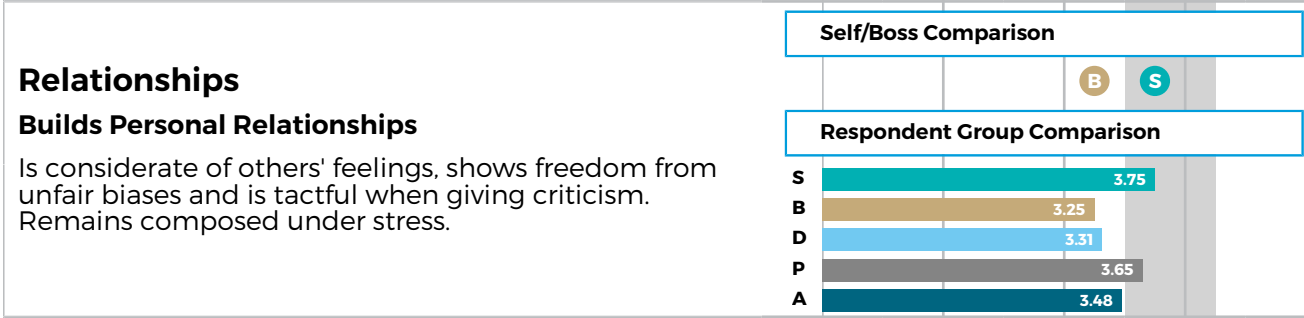 Relationships
Builds Personal Relationships
Is considerate of others' feelings, shows freedom from
unfair biases and is tactful when giving criticism.
Remains composed under stress.
Self/Boss Comparison
B S
Respondent Group Comparison
S 3.75
B 3.25
D 3.31
P 3.65
A 3.48